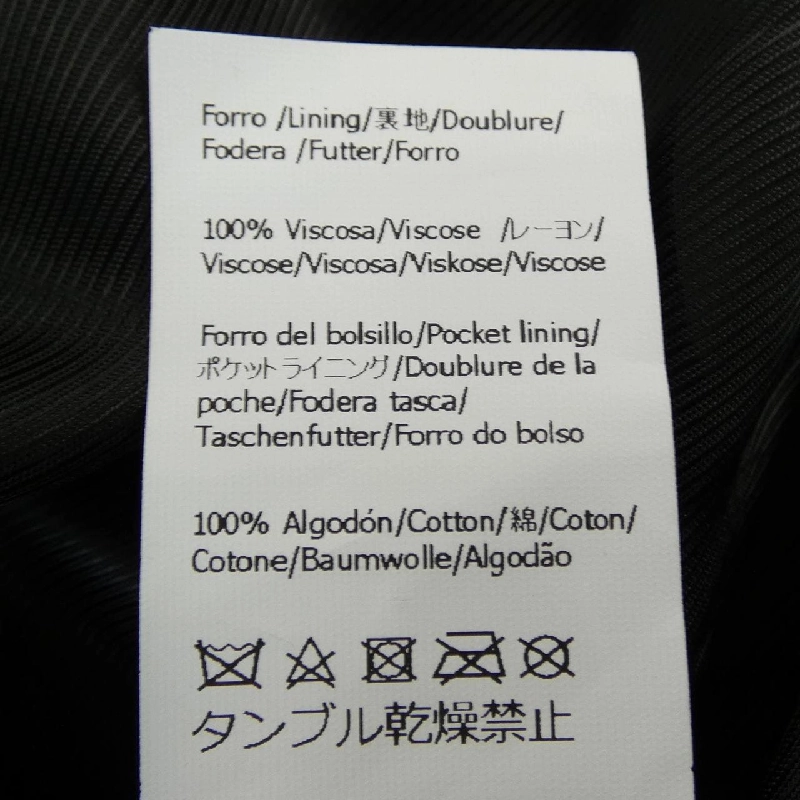 Forro /Lining/裏地/Doublure/
Fodera /Futter/Forro
100% Viscosa/Viscose /レーヨン/
Viscose/Viscosa/Viskose/Viscose
Forro del bolsillo/Pocket lining/
ポケットライニング/Doublure de la
poche/Fodera tasca/
Taschenfutter/Forro do bolso
100% Algodón/Cotton/綿/Coton/
Cotone/Baumwolle/Algodão
タンブル乾燥禁止